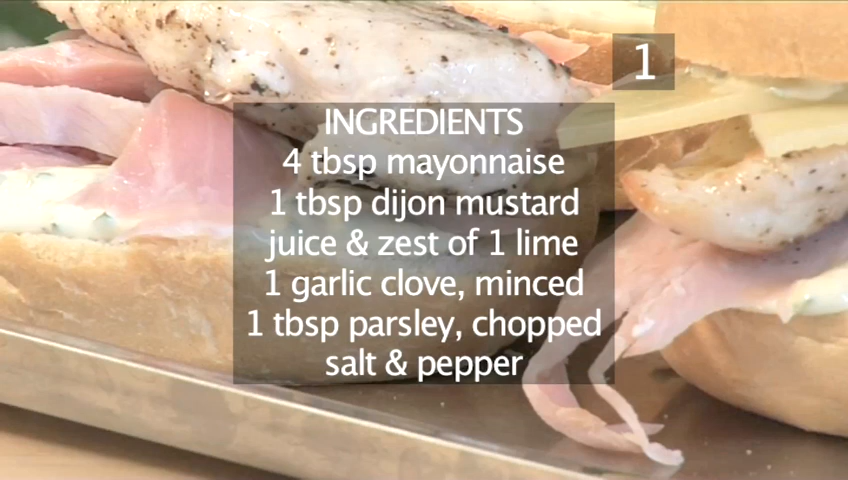 1
INGREDIENTS
4 tbsp mayonnaise
1 tbsp dijon mustard
juice & zest of 1 lime
1 garlic clove, minced
1 tbsp parsley, chopped
salt & pepper